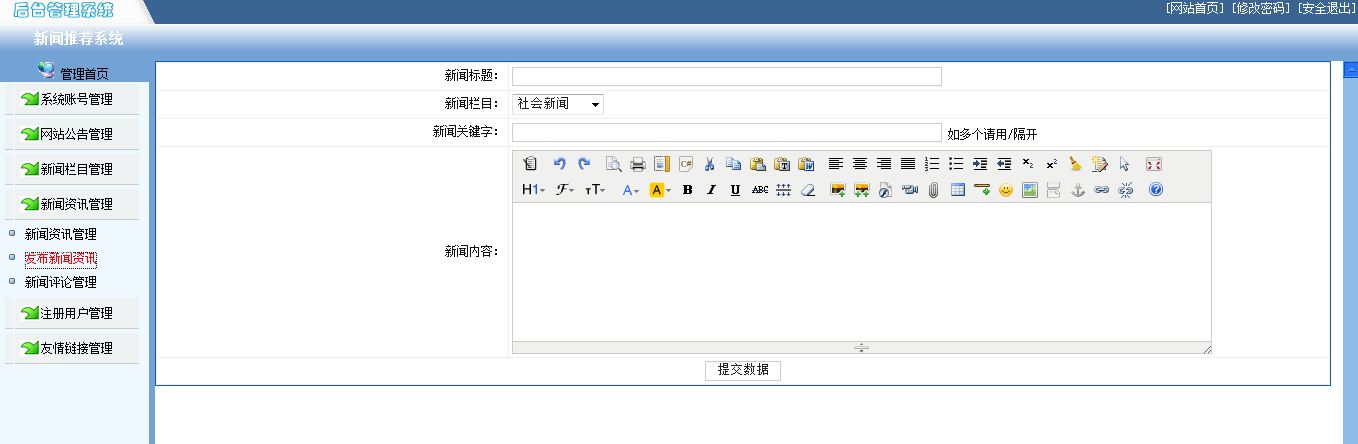 后台管理系统
[网站首页] [修改密码] [安全退出]
新闻推荐系统
管理首页
系统账号管理
网站公告管理
新闻栏目管理
新闻资讯管理
新闻资讯管理
发布新闻资讯
新闻评论管理
注册用户管理
友情链接管理
新闻标题：
新闻栏目： 社会新闻
新闻关键字： 如多个请用/隔开
H1 F TT A A B I U ABC
新闻内容：
提交数据